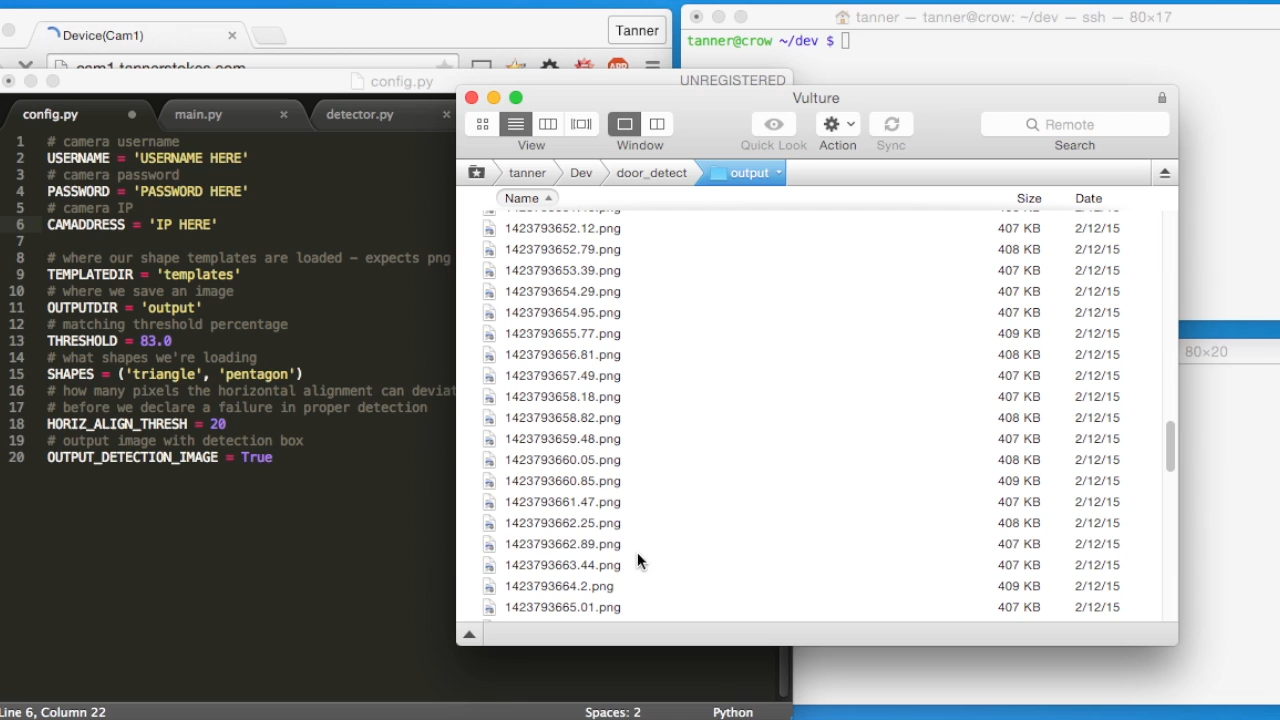 Device(Cam1)
Tanner
cam1.tannerstokes.com
ABP
config.py
UNREGISTERED
config.py
main.py
detector.py
1 # camera username
2 USERNAME = 'USERNAME HERE'
3 # camera password
4 PASSWORD = 'PASSWORD HERE'
5 # camera IP
6 CAMADDRESS = 'IP HERE'
7
8 # where our shape templates are loaded – expects png
9 TEMPLATEDIR = 'templates'
10 # where we save an image
11 OUTPUTDIR = 'output'
12 # matching threshold percentage
13 THRESHOLD = 83.0
14 # what shapes we're loading
15 SHAPES = ('triangle', 'pentagon')
16 # how many pixels the horizontal alignment can deviat
17 # before we declare a failure in proper detection
18 HORIZ_ALIGN_THRESH = 20
19 # output image with detection box
20 OUTPUT_DETECTION_IMAGE = True
Line 6, Column 22
Spaces: 2
Python
tanner — tanner@crow: ~/dev — ssh — 80×17
tanner@crow ~/dev $
80×20
Vulture
View
Window
Quick Look
Action
Sync
Remote
Search
tanner
Dev
door_detect
output
Name Size Date
1423793652.12.png 407 KB 2/12/15
1423793652.79.png 408 KB 2/12/15
1423793653.39.png 407 KB 2/12/15
1423793654.29.png 407 KB 2/12/15
1423793654.95.png 407 KB 2/12/15
1423793655.77.png 409 KB 2/12/15
1423793656.81.png 408 KB 2/12/15
1423793657.49.png 407 KB 2/12/15
1423793658.18.png 407 KB 2/12/15
1423793658.82.png 408 KB 2/12/15
1423793659.48.png 407 KB 2/12/15
1423793660.05.png 408 KB 2/12/15
1423793660.85.png 409 KB 2/12/15
1423793661.47.png 407 KB 2/12/15
1423793662.25.png 408 KB 2/12/15
1423793662.89.png 407 KB 2/12/15
1423793663.44.png 407 KB 2/12/15
1423793664.2.png 409 KB 2/12/15
1423793665.01.png 407 KB 2/12/15